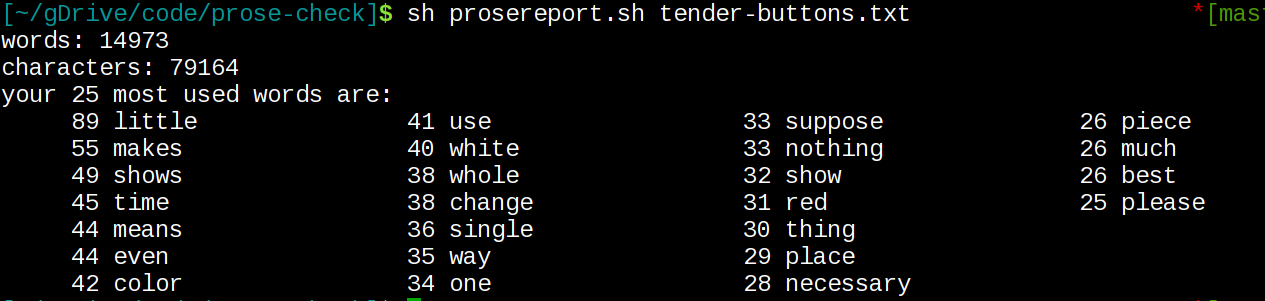 [~/gDrive/code/prose-check]$ sh prosereport.sh tender-buttons.txt *[mas
words: 14973
characters: 79164
your 25 most used words are:
89 little 41 use 33 suppose 26 piece
55 makes 40 white 33 nothing 26 much
49 shows 38 whole 32 show 26 best
45 time 38 change 31 red 25 please
44 means 36 single 30 thing
44 even 35 way 29 place
42 color 34 one 28 necessary